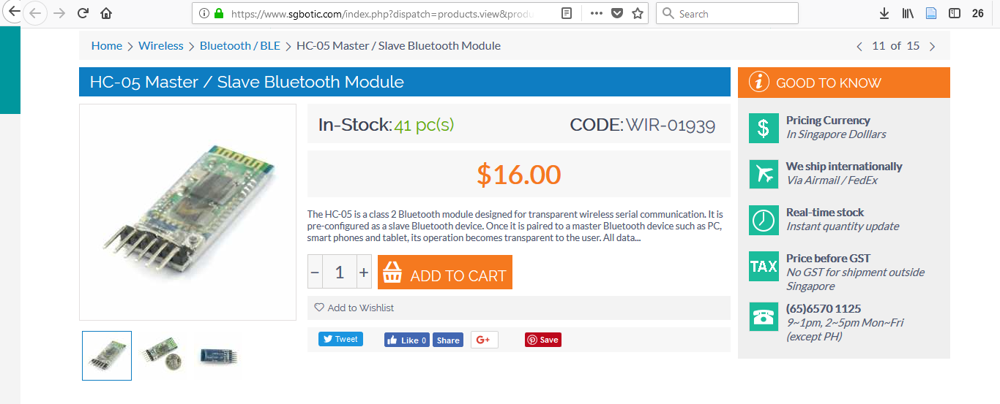 https://www.sgbotic.com/index.php?dispatch=products.view&produ
Search
26
Home > Wireless > Bluetooth / BLE > HC-05 Master / Slave Bluetooth Module
< 11 of 15 >
HC-05 Master / Slave Bluetooth Module
In-Stock: 41 pc(s)
CODE: WIR-01939
$16.00
The HC-05 is a class 2 Bluetooth module designed for transparent wireless serial communication. It is
pre-configured as a slave Bluetooth device. Once it is paired to a master Bluetooth device such as PC,
smart phones and tablet, its operation becomes transparent to the user. All data...
− 1 +
ADD TO CART
Add to Wishlist
Tweet
Like 0
Share
G+
Save
GOOD TO KNOW
$
Pricing Currency
In Singapore Dolllars
We ship internationally
Via Airmail / FedEx
Real-time stock
Instant quantity update
TAX
Price before GST
No GST for shipment outside
Singapore
(65)6570 1125
9~1pm, 2~5pm Mon~Fri
(except PH)